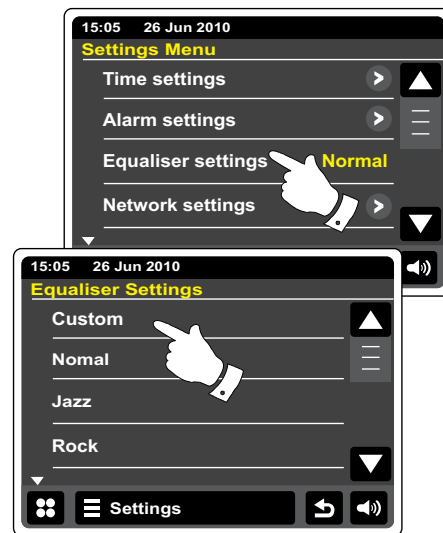 15:05 26 Jun 2010
Settings Menu
Time settings
Alarm settings
Equaliser settings Normal
Network settings
15:05 26 Jun 2010
Equaliser Settings
Custom
Nomal
Jazz
Rock
Settings